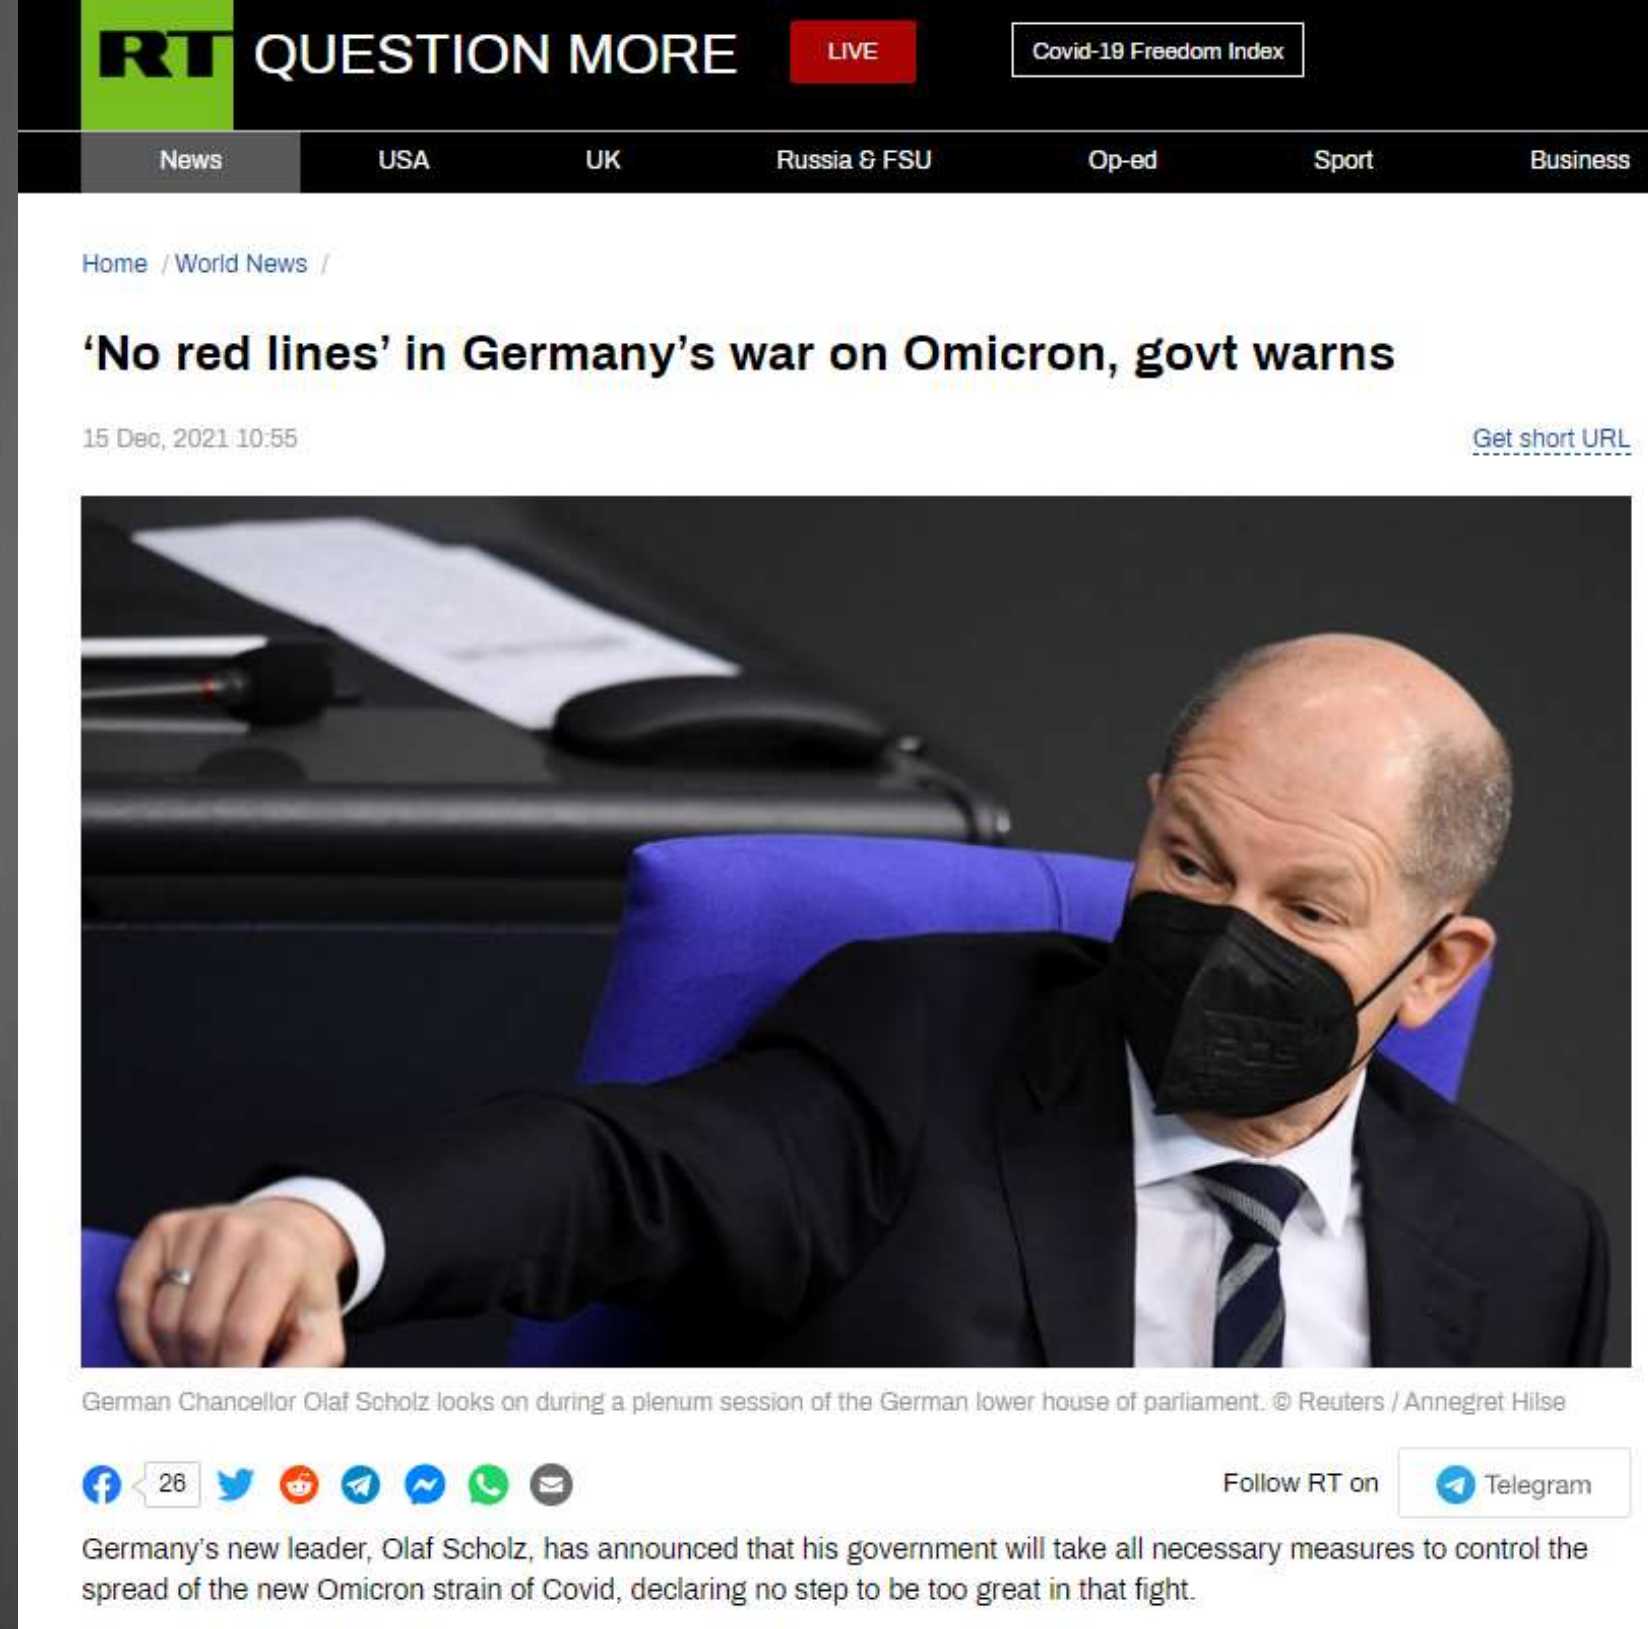 RT QUESTION MORE LIVE Covid-19 Freedom Index
News USA UK Russia & FSU Op-ed Sport Business
Home / World News /
‘No red lines’ in Germany’s war on Omicron, govt warns
15 Dec, 2021 10:55 Get short URL
German Chancellor Olaf Scholz looks on during a plenum session of the German lower house of parliament. © Reuters / Annegret Hilse
26 Follow RT on Telegram
Germany’s new leader, Olaf Scholz, has announced that his government will take all necessary measures to control the
spread of the new Omicron strain of Covid, declaring no step to be too great in that fight.